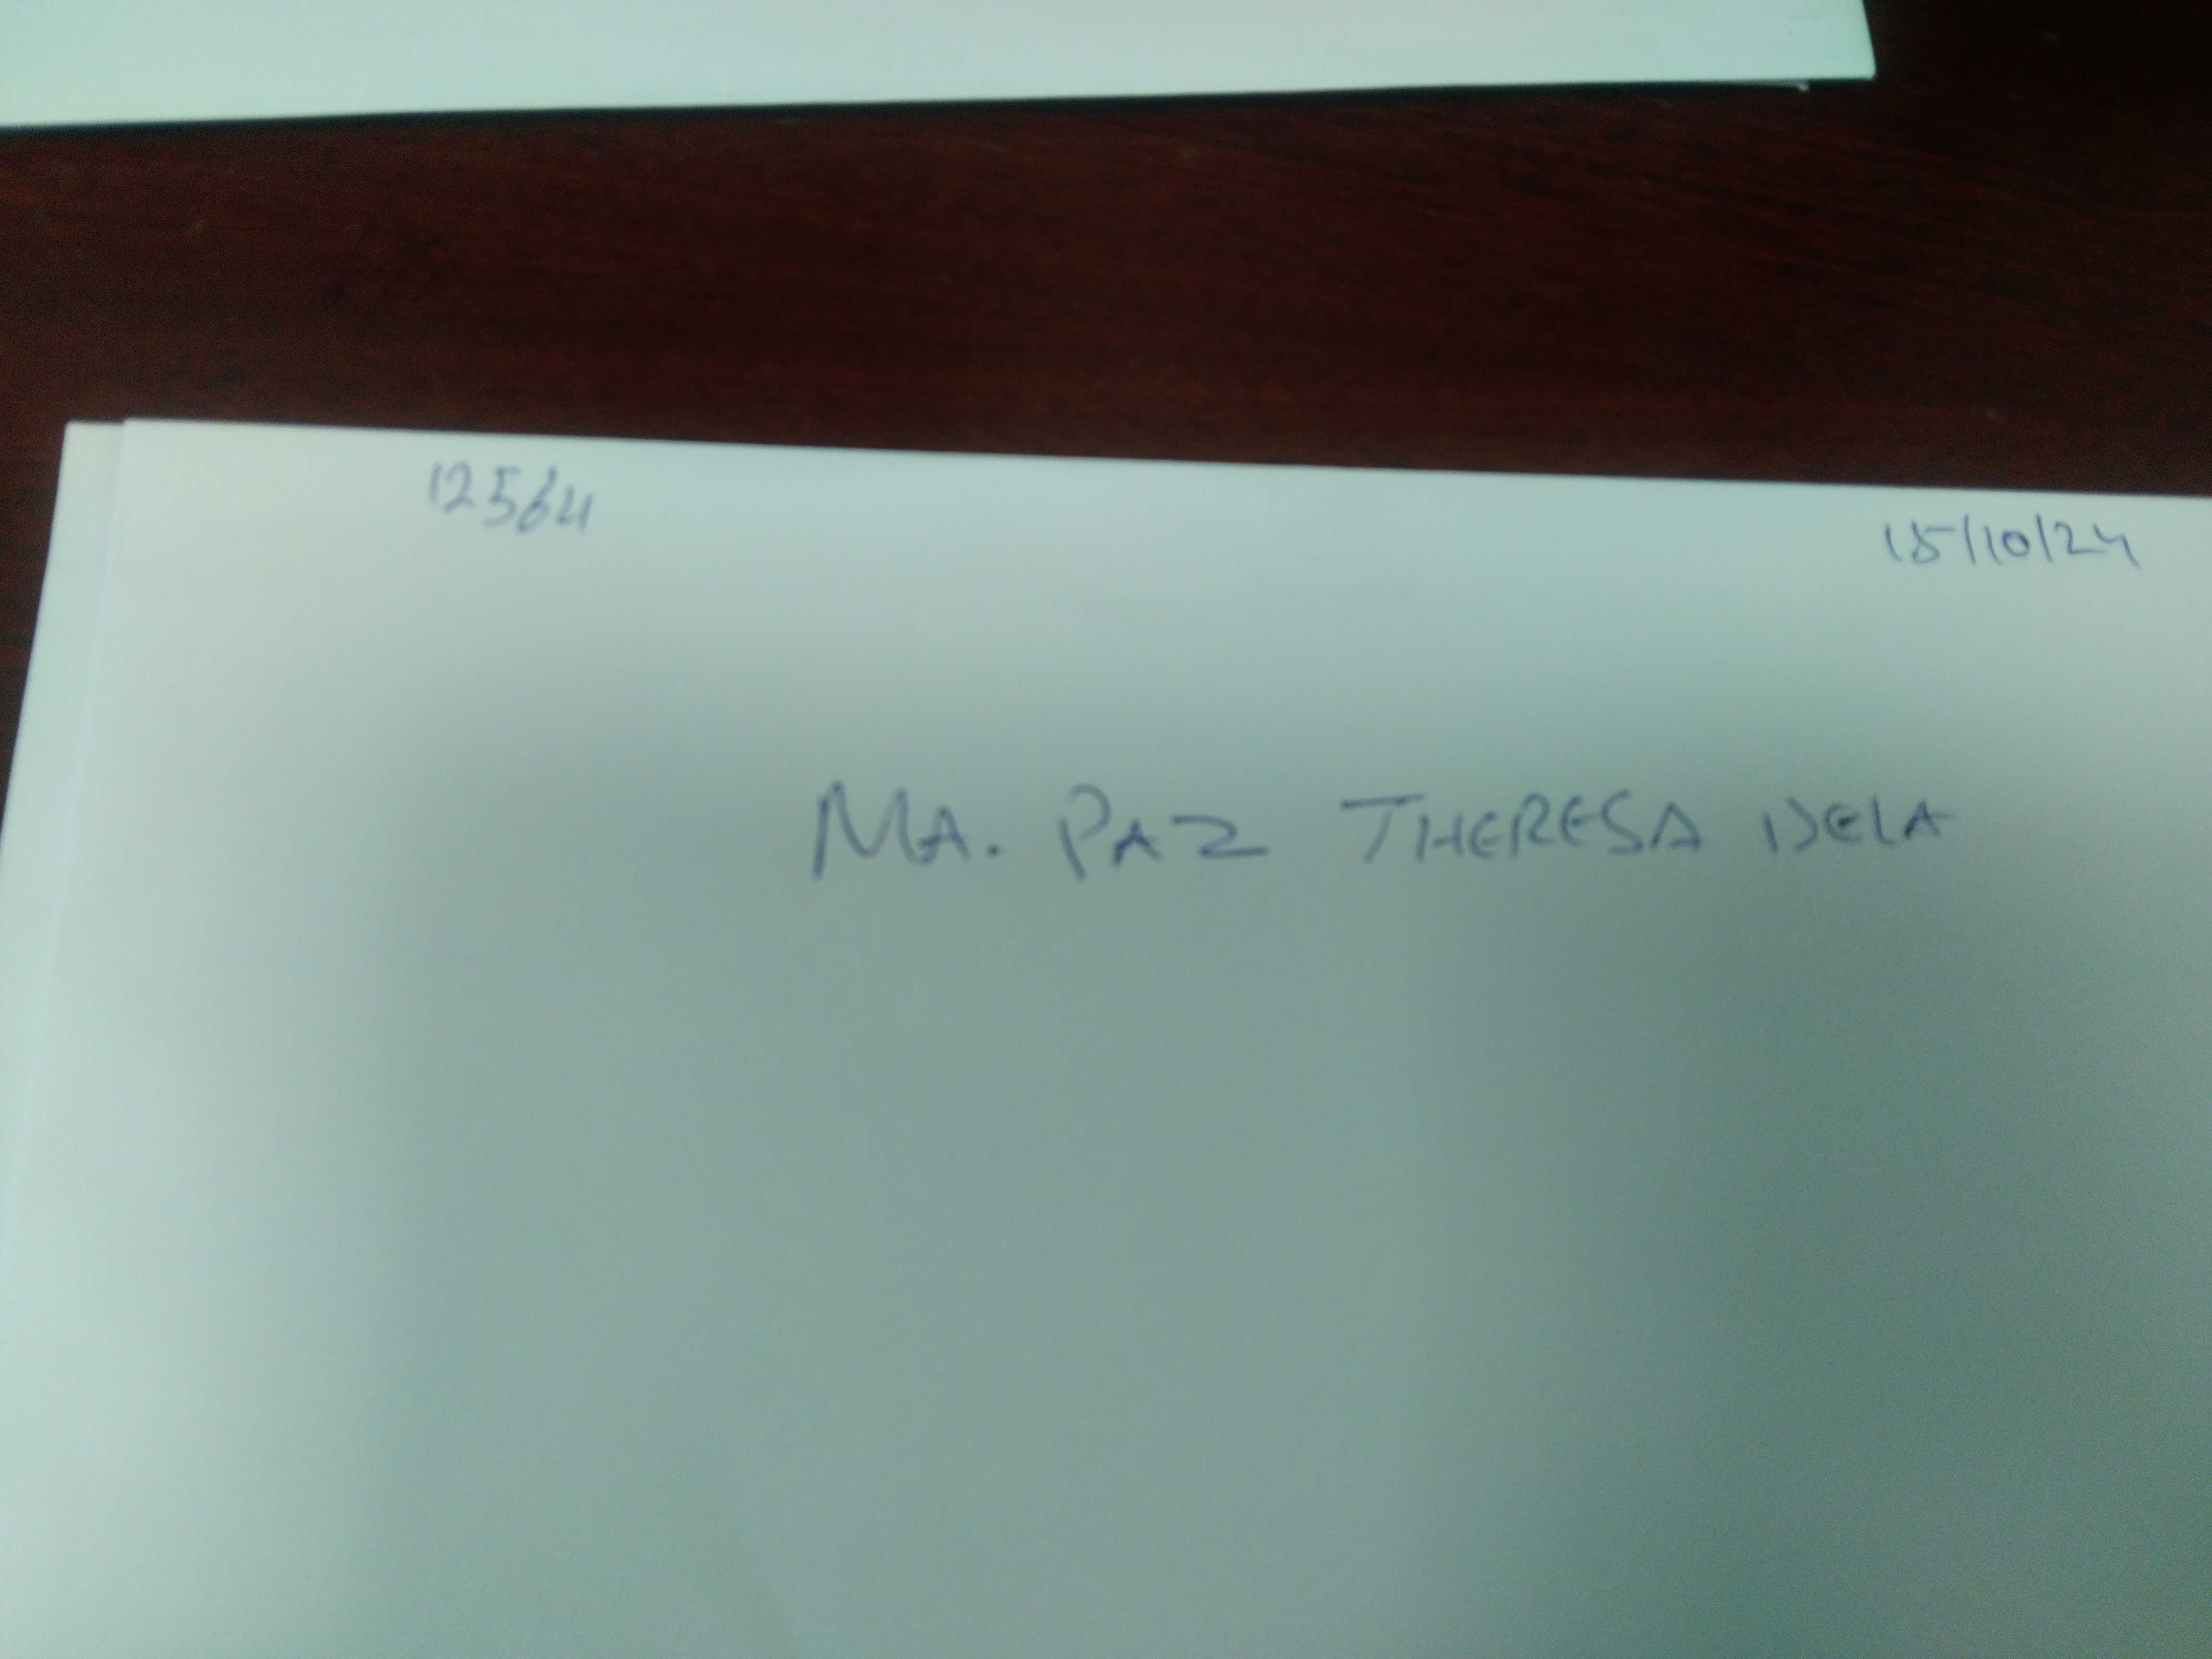 12564 15/10/24
MA. PAZ THERESA DELA